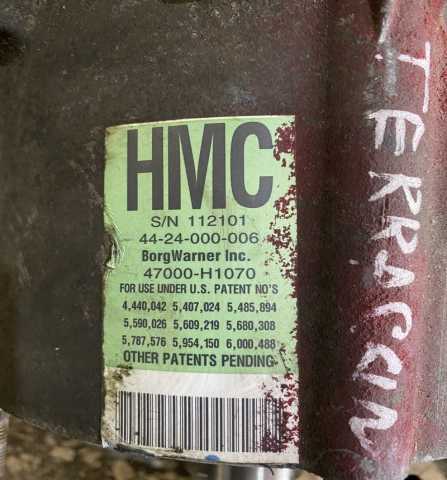 HMC
S/N 112101
44-24-000-006
BorgWarner Inc.
47000-H1070
FOR USE UNDER U.S. PATENT NO'S
4,440,042 5,407,024 5,485,894
5,590,026 5,609,219 5,680,308
5,787,576 5,954,150 6,000,488
OTHER PATENTS PENDING
TERRACAN